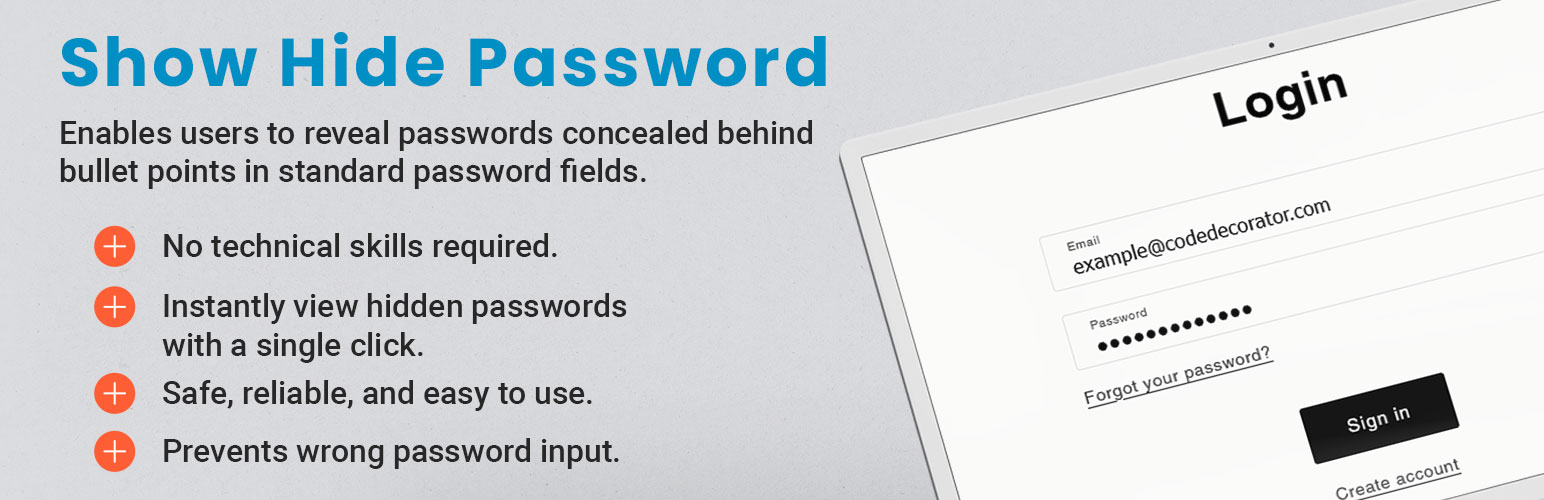 Show Hide Password
Enables users to reveal passwords concealed behind
bullet points in standard password fields.
No technical skills required.
Instantly view hidden passwords
with a single click.
Safe, reliable, and easy to use.
Prevents wrong password input.
Login
Email
example@codedecorator.com
Password
•••••••••••••
Forgot your password?
Sign in
Create account